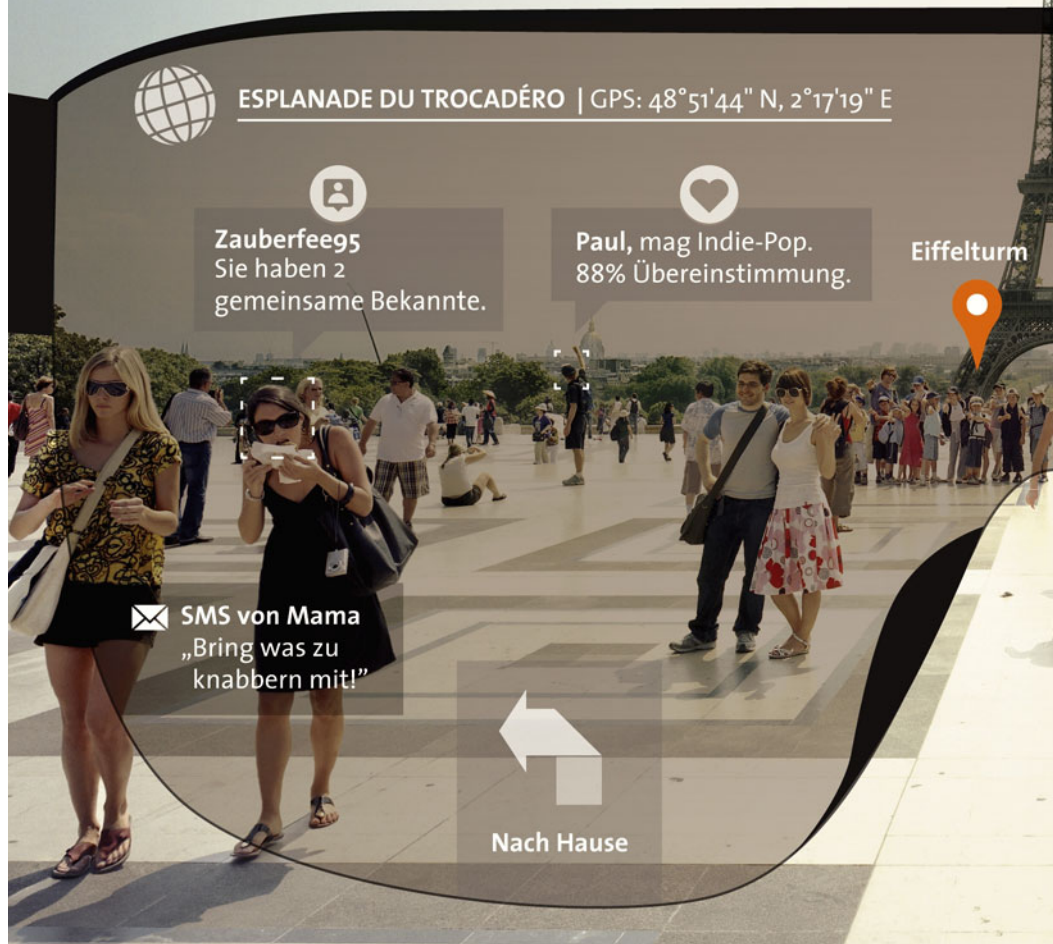 ESPLANADE DU TROCADÉRO | GPS: 48°51'44" N, 2°17'19" E
Zauberfee95
Sie haben 2
gemeinsame Bekannte.
Paul, mag Indie-Pop.
88% Übereinstimmung.
Eiffelturm
SMS von Mama
„Bring was zu
knabbern mit!”
Nach Hause